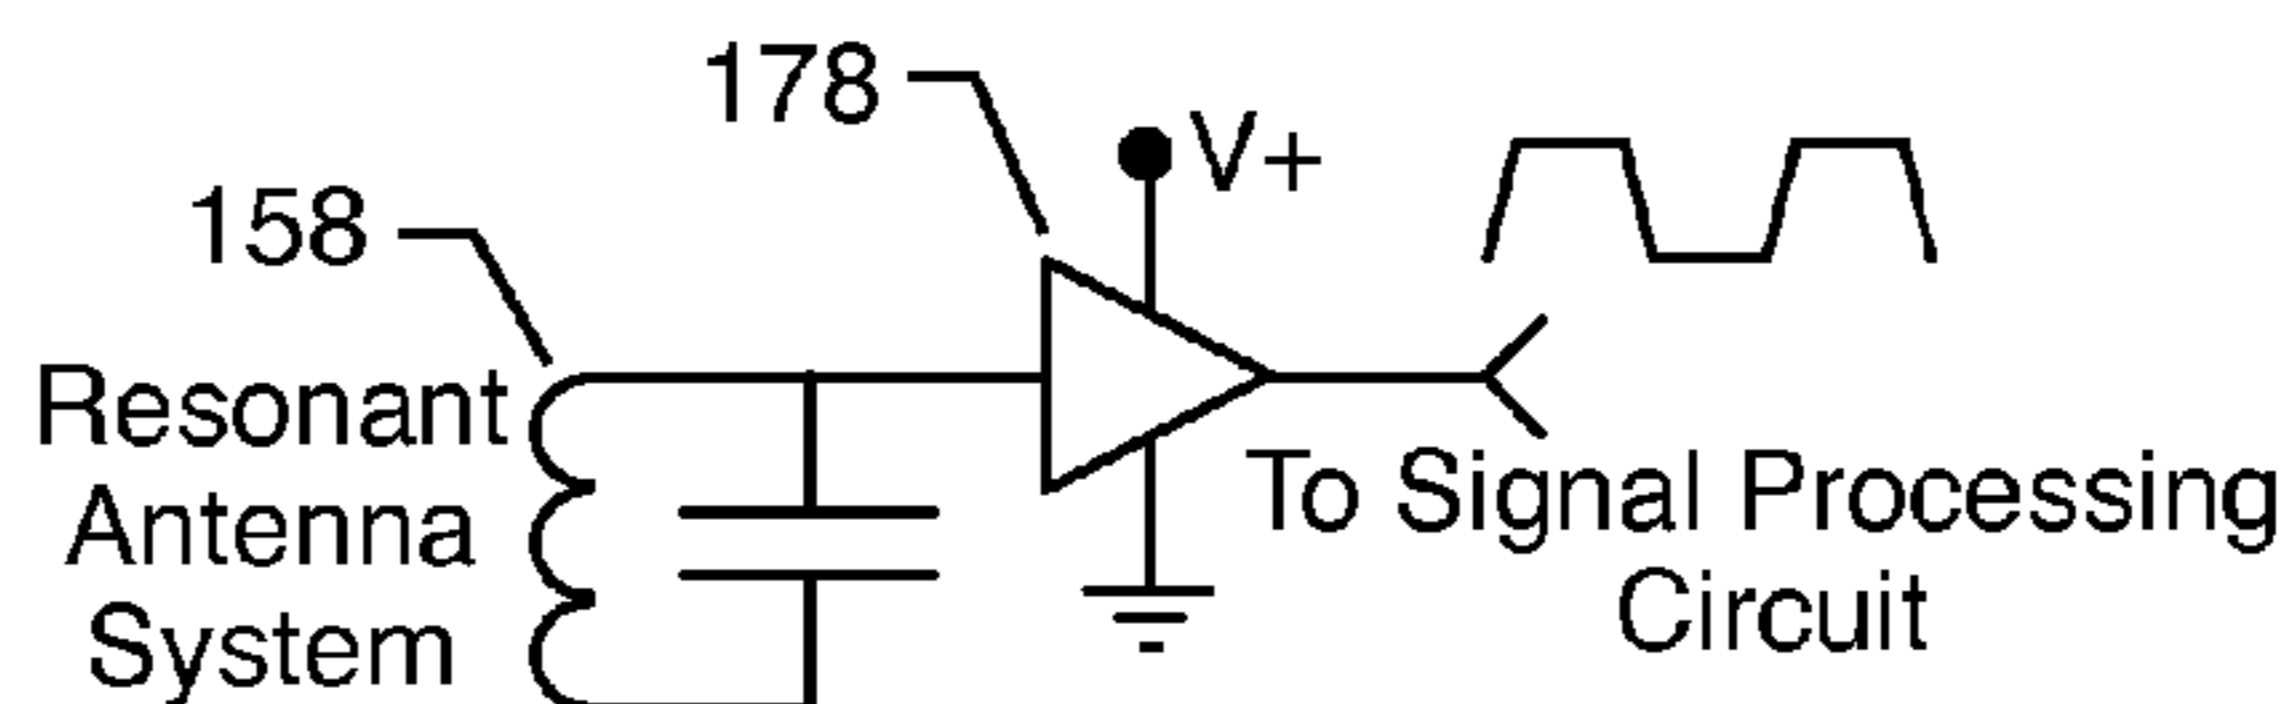 178
V+
158
Resonant
Antenna
System
To Signal Processing
Circuit